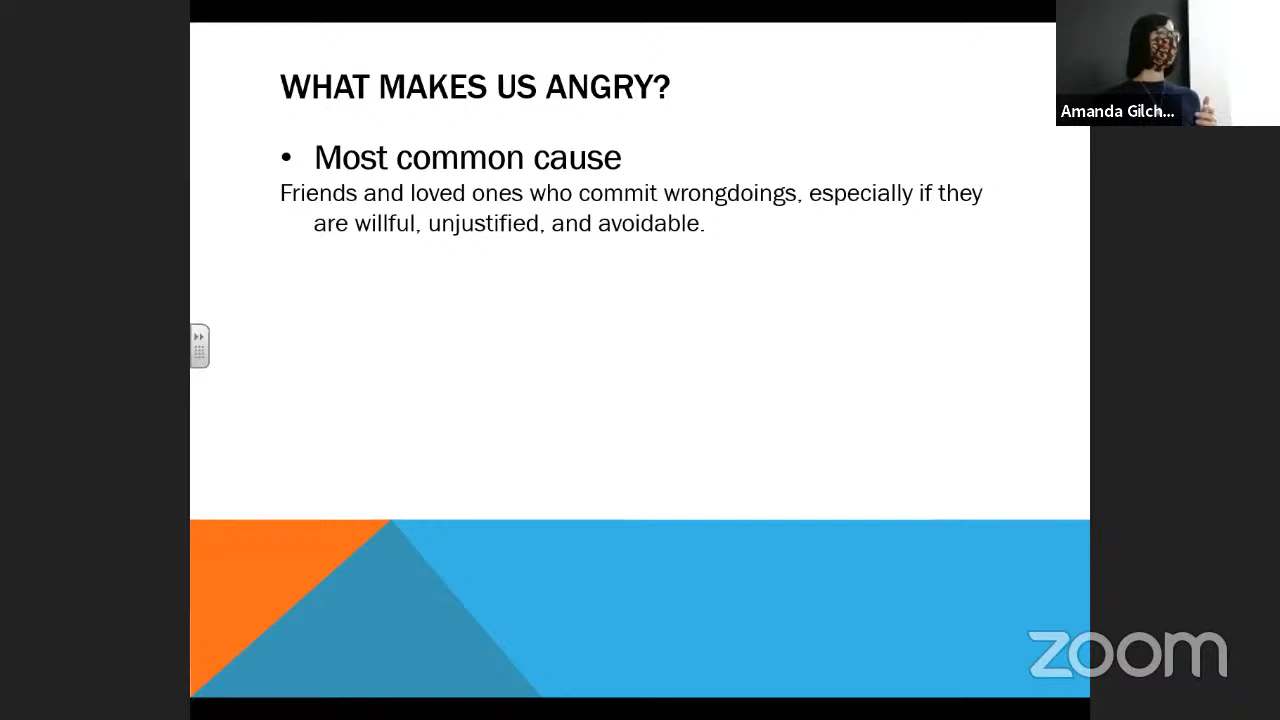 WHAT MAKES US ANGRY?
• Most common cause
Friends and loved ones who commit wrongdoings, especially if they
are willful, unjustified, and avoidable.
Amanda Gilch...
zoom